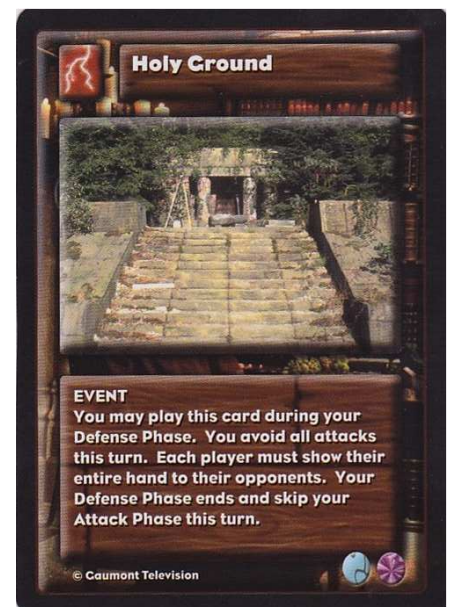 Holy Ground
EVENT
You may play this card during your
Defense Phase. You avoid all attacks
this turn. Each player must show their
entire hand to their opponents. Your
Defense Phase ends and skip your
Attack Phase this turn.
© Gaumont Television